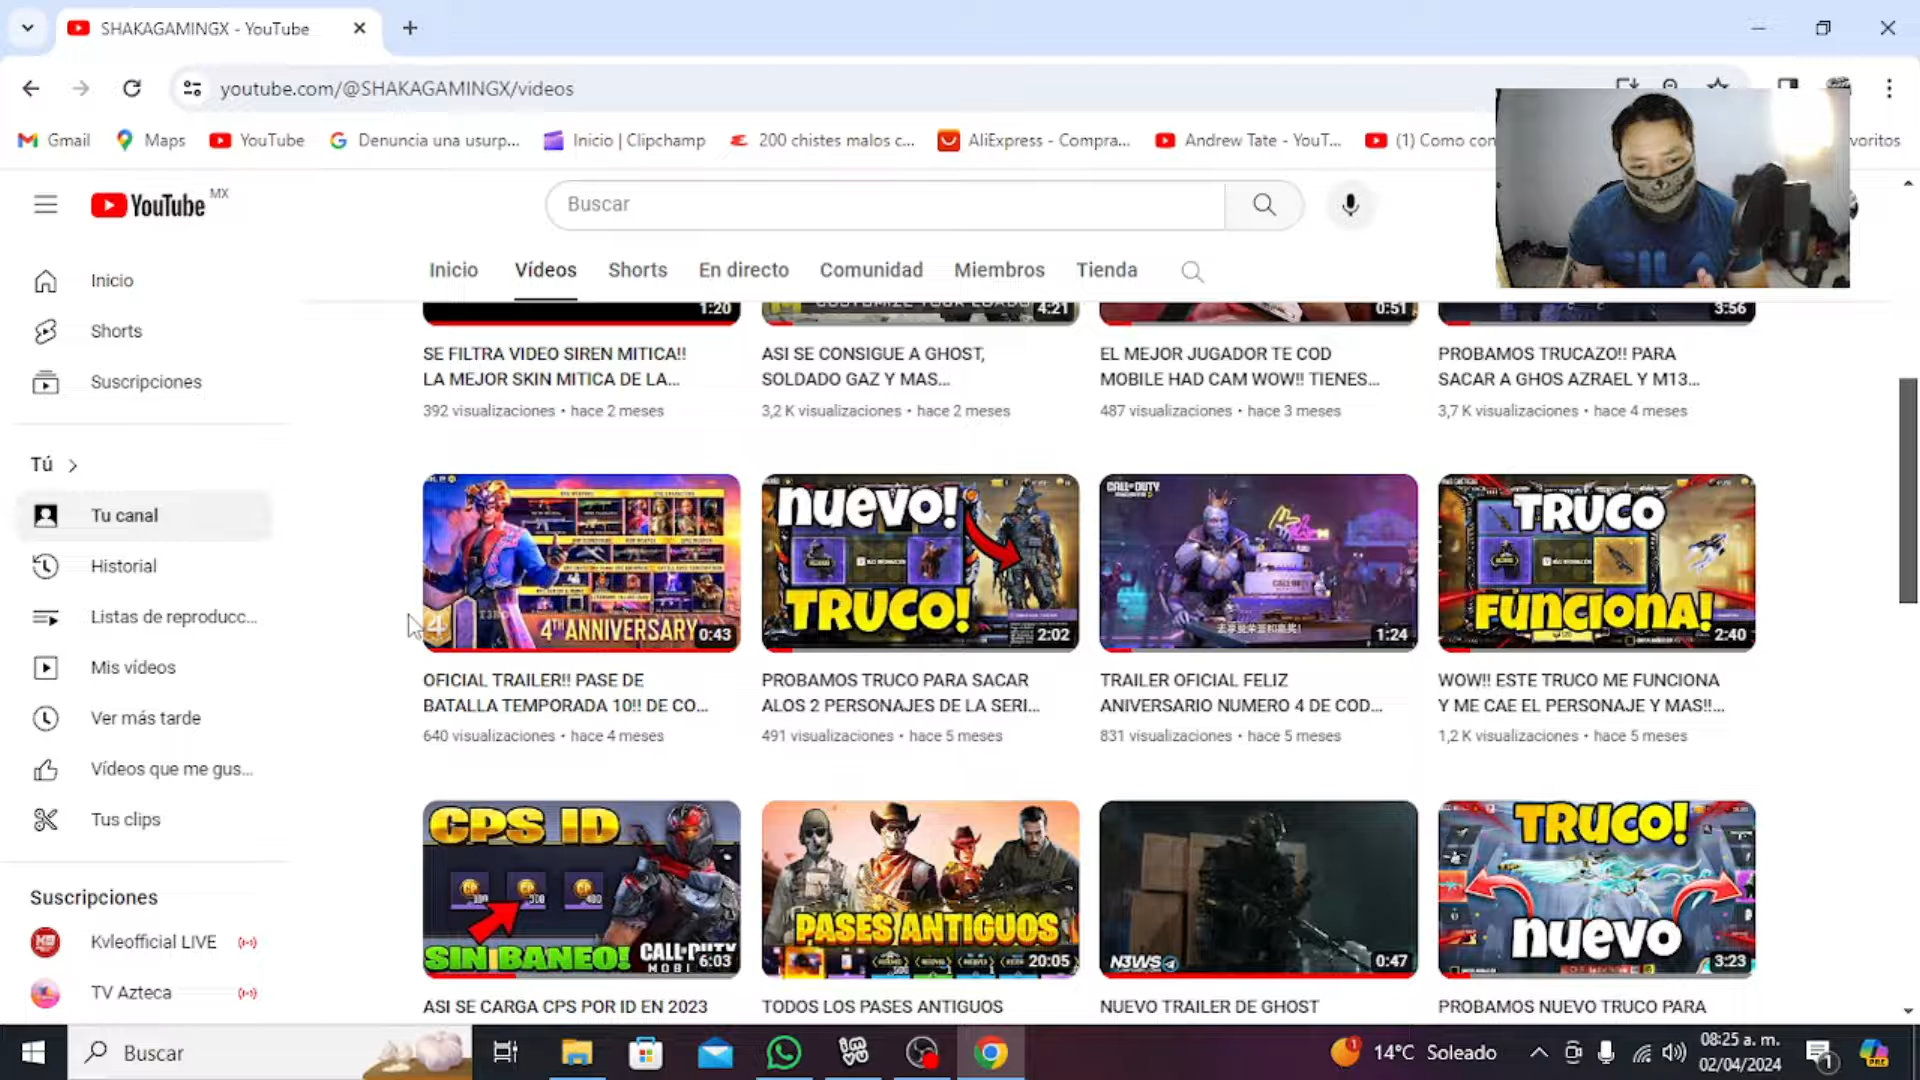 SHAKAGAMINGX - YouTube
youtube.com/@SHAKAGAMINGX/videos
Gmail
Maps
YouTube
Denuncia una usurp...
Inicio | Clipchamp
200 chistes malos c...
AliExpress - Compra...
Andrew Tate - YouT...
(1) Como con
voritos
YouTube MX
Buscar
Inicio
Vídeos
Shorts
En directo
Comunidad
Miembros
Tienda
Inicio
Shorts
Suscripciones
Tú
Tu canal
Historial
Listas de reproducc...
Mis vídeos
Ver más tarde
Vídeos que me gus...
Tus clips
Suscripciones
Kvleofficial LIVE
TV Azteca
1:20
4:21
0:51
3:56
SE FILTRA VIDEO SIREN MITICA!!
LA MEJOR SKIN MITICA DE LA...
392 visualizaciones • hace 2 meses
ASI SE CONSIGUE A GHOST,
SOLDADO GAZ Y MAS...
3,2 K visualizaciones • hace 2 meses
EL MEJOR JUGADOR TE COD
MOBILE HAD CAM WOW!! TIENES...
487 visualizaciones • hace 3 meses
PROBAMOS TRUCAZO!! PARA
SACAR A GHOS AZRAEL Y M13...
3,7 K visualizaciones • hace 4 meses
4TH ANNIVERSARY
0:43
OFICIAL TRAILER!! PASE DE
BATALLA TEMPORADA 10!! DE CO...
640 visualizaciones • hace 4 meses
nuevo!
TRUCO!
2:02
PROBAMOS TRUCO PARA SACAR
ALOS 2 PERSONAJES DE LA SERI...
491 visualizaciones • hace 5 meses
CALL OF DUTY
1:24
TRAILER OFICIAL FELIZ
ANIVERSARIO NUMERO 4 DE COD...
831 visualizaciones • hace 5 meses
TRUCO
FUNCIONA!
2:40
WOW!! ESTE TRUCO ME FUNCIONA
Y ME CAE EL PERSONAJE Y MAS!!...
1,2 K visualizaciones • hace 5 meses
CPS ID
SIN BANEO!
6:03
ASI SE CARGA CPS POR ID EN 2023
PASES ANTIGUOS
20:05
TODOS LOS PASES ANTIGUOS
N3WS
0:47
NUEVO TRAILER DE GHOST
TRUCO!
nuevo
3:23
PROBAMOS NUEVO TRUCO PARA
Buscar
14°C Soleado
08:25 a. m.
02/04/2024
1